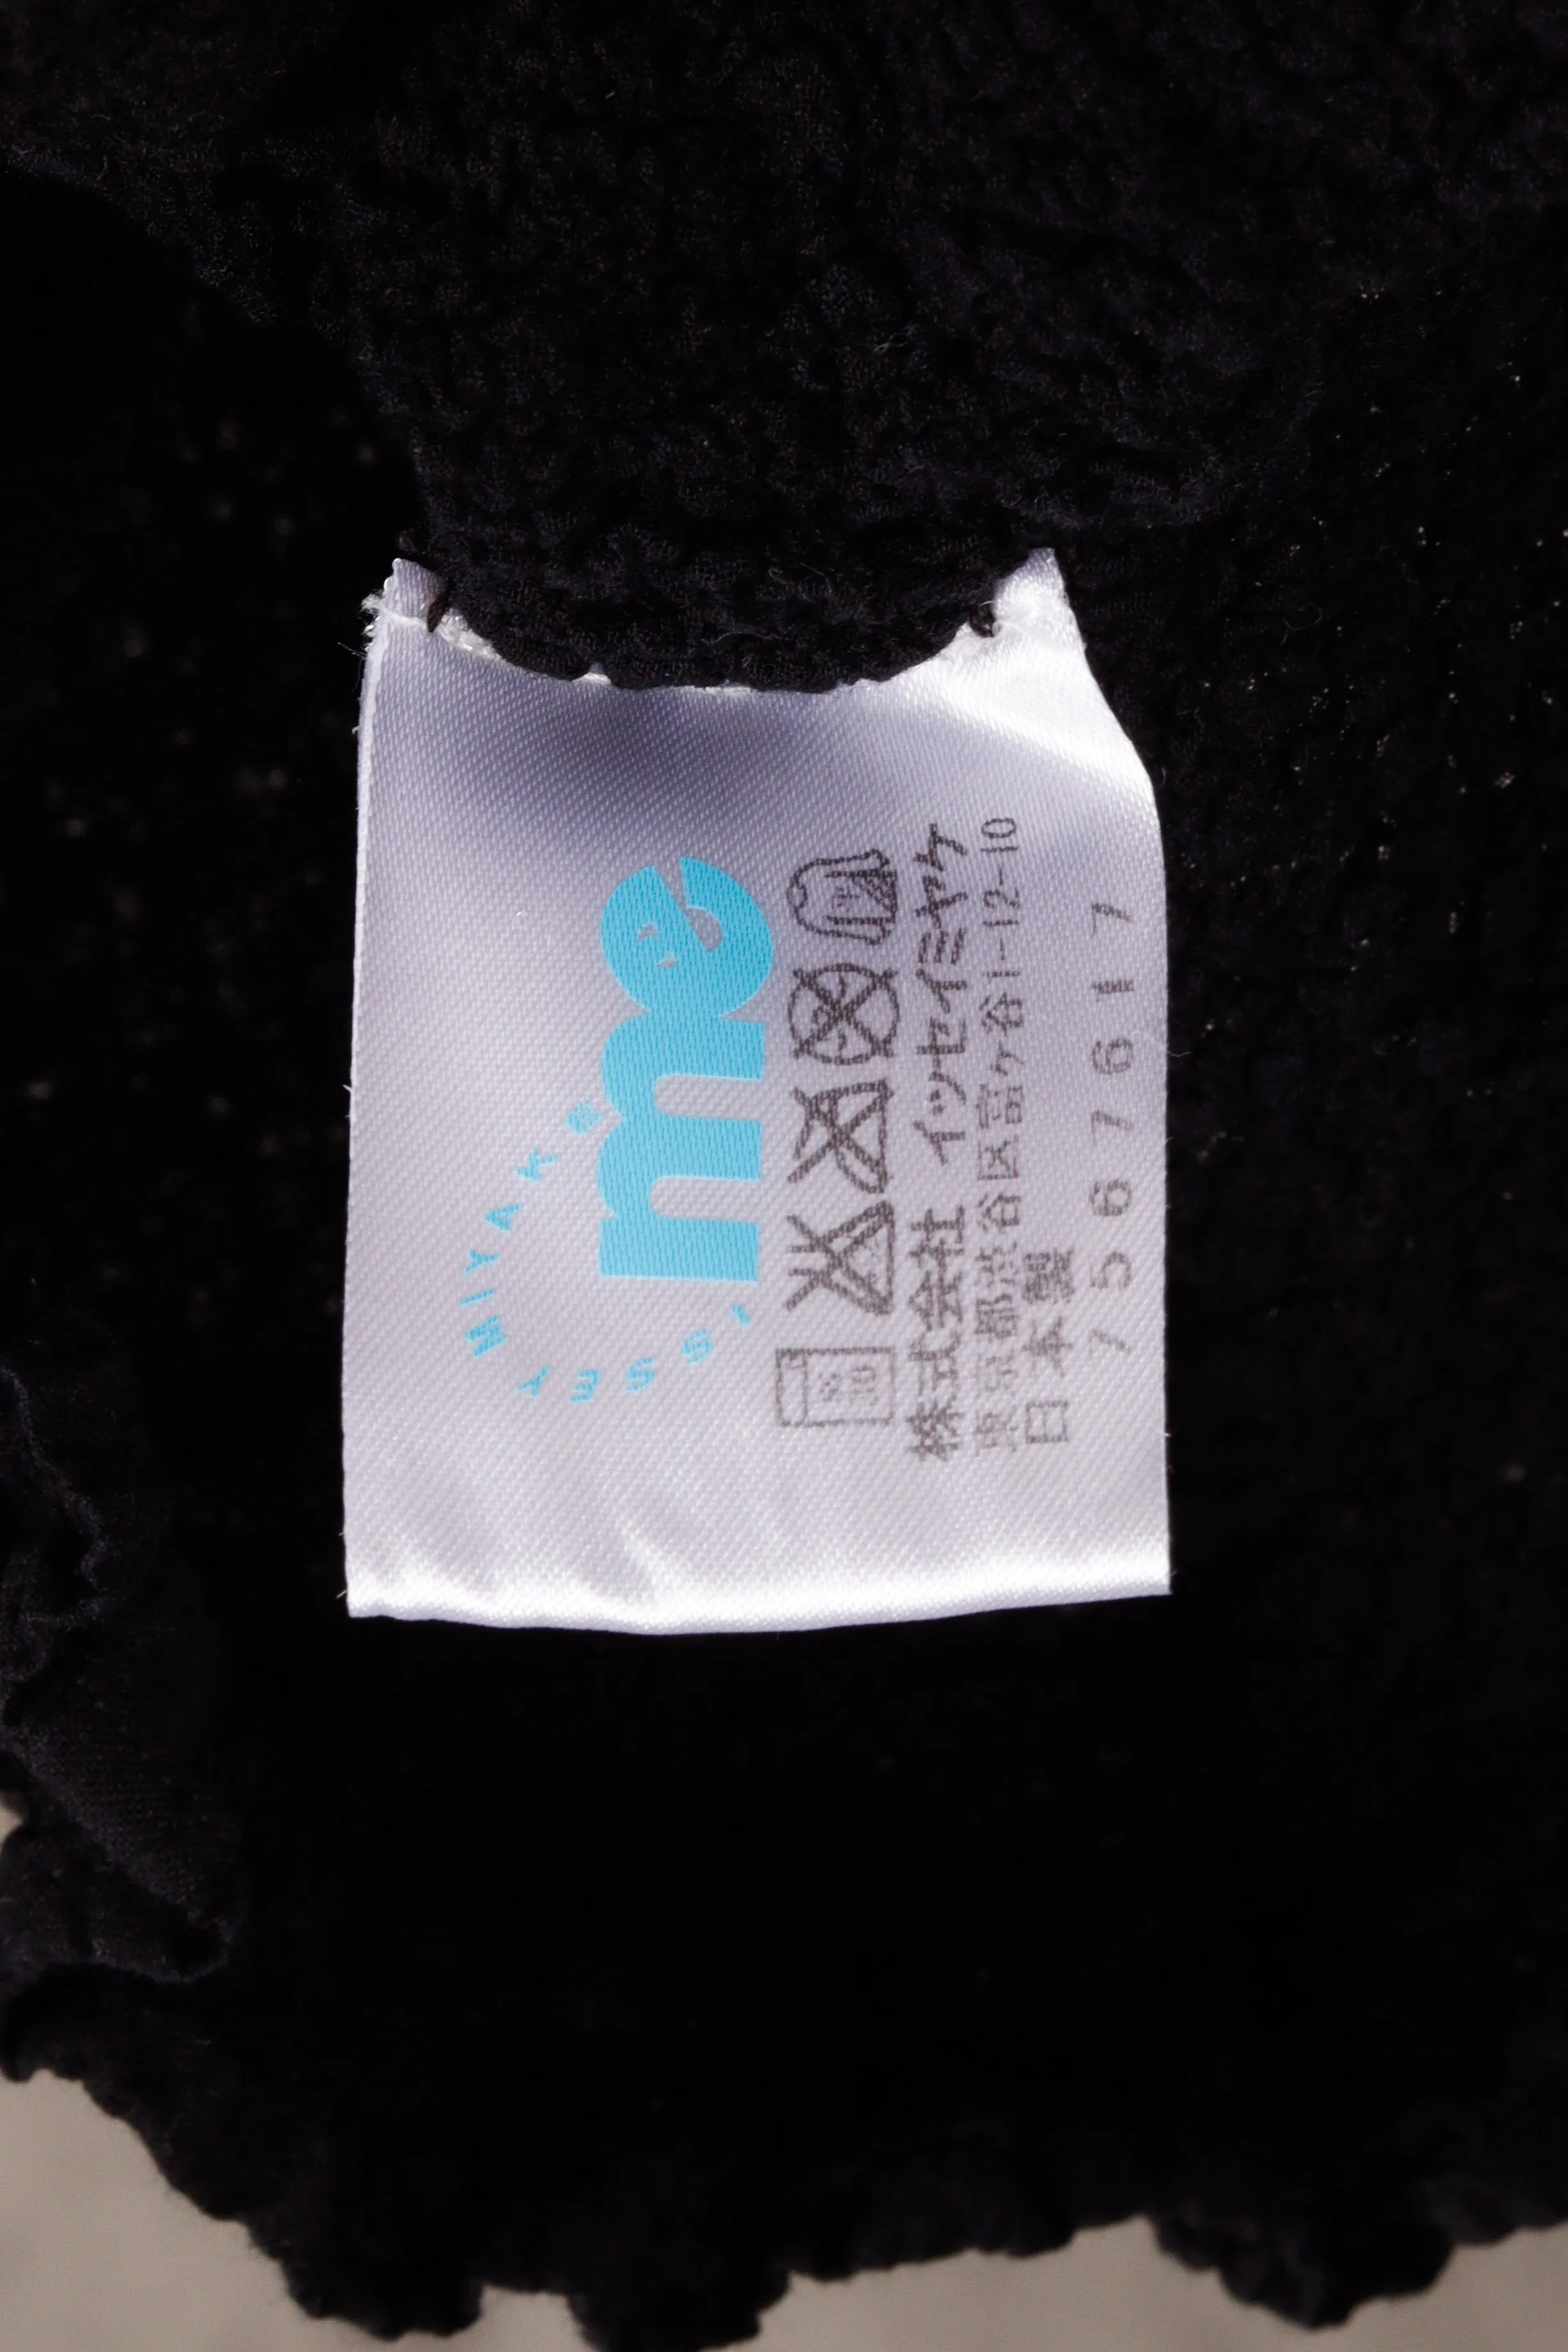 ISSEY MIYAKE
me
株式会社 イッセイミヤケ
東京都渋谷区富ヶ谷1-12-10
日本製
7567617